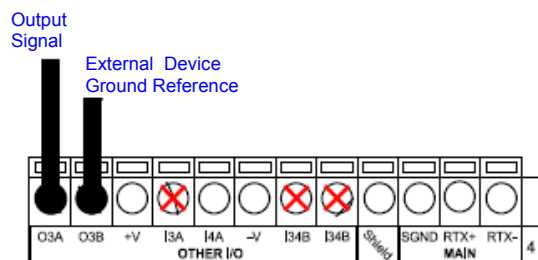 Output
Signal
External Device
Ground Reference
O3A O3B +V I3A I4A –V I34B I34B Shield SGND RTX+ RTX- 4
OTHER I/O MAIN